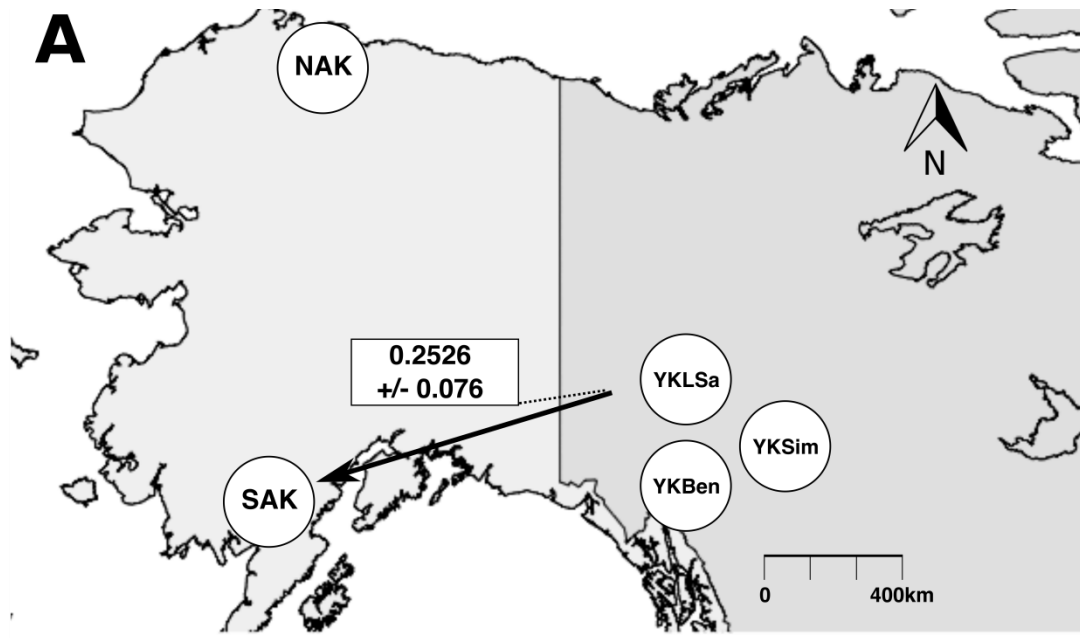 A
NAK
N
0.2526
+/- 0.076
YKLSa
YKSim
YKBen
SAK
0
400km